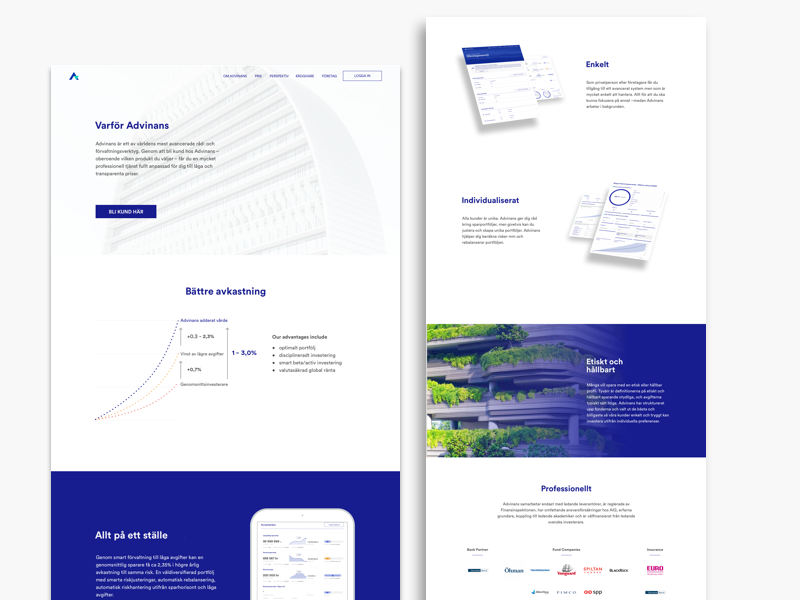 OM ADVINANS PRIS PERSPEKTIV RÅDGIVARE FÖRETAG LOGGA IN
Varför Advinans
Advinans är ett av världens mest avancerade råd- och
förvaltningsverktyg. Genom att bli kund hos Advinans –
oberoende vilken produkt du väljer – får du en mycket
professionell tjänst fullt anpassad för dig till låga och
transparenta priser.
BLI KUND HÄR
Bättre avkastning
Advinans adderat värde
+0,3 – 2,3%
Vinst av lägre avgifter
+0,7%
Genomsnittsinvesterare
1 – 3,0%
Our advantages include
optimalt portfölj
disciplineradt investering
smart beta/activ investering
valutasäkrad global ränta
Allt på ett ställe
Genom smart förvaltning till låga avgifter kan en
genomsnittlig sparare få ca 2,35% i högre årlig
avkastning till samma risk. En väldiversifierad portfölj
med smarta riskjusteringar, automatisk rebalansering,
automatisk riskhantering utifrån sparhorisont och låga
avgifter.
Enkelt
Som privatperson eller företagare får du
tillgång till ett avancerat system men som är
mycket enkelt att hantera. Allt för att du ska
kunna fokusera på annat -medan Advinans
arbetar i bakgrunden.
Individualiserat
Alla kunder är unika. Advinans ger dig råd
kring sparportföljer, men givetvis kan du
justera och skapa unika portföljer. Advinans
hjälper dig beräkna risker mm och
rebalanserar portföljen.
Etiskt och
hållbart
Många vill spara med en etisk eller hållbar
profil. Tyvärr är definitionerna på etiskt och
hållbart sparande otydliga, och avgifterna
typiskt sätt höga. Advinans har strukturerat
upp fonderna och valt ut de bästa och
billigaste så våra kunder enkelt och tryggt kan
investera utifrån individuella preferenser.
Professionellt
Advinans samarbetar endast med ledande leverantörer, är reglerade av
Finansinspektionen, har omfattande ansvarsförsäkringar hos AIG, erfarna
grundare, koppling till ledande akademiker och är välfinansierat från ledande
svenska investerare.
Bank Partner Fund Companies Insurance
Öhman Handelsbanken Vanguard SPILTAN FONDER BLACKROCK EURO
PIMCO spp